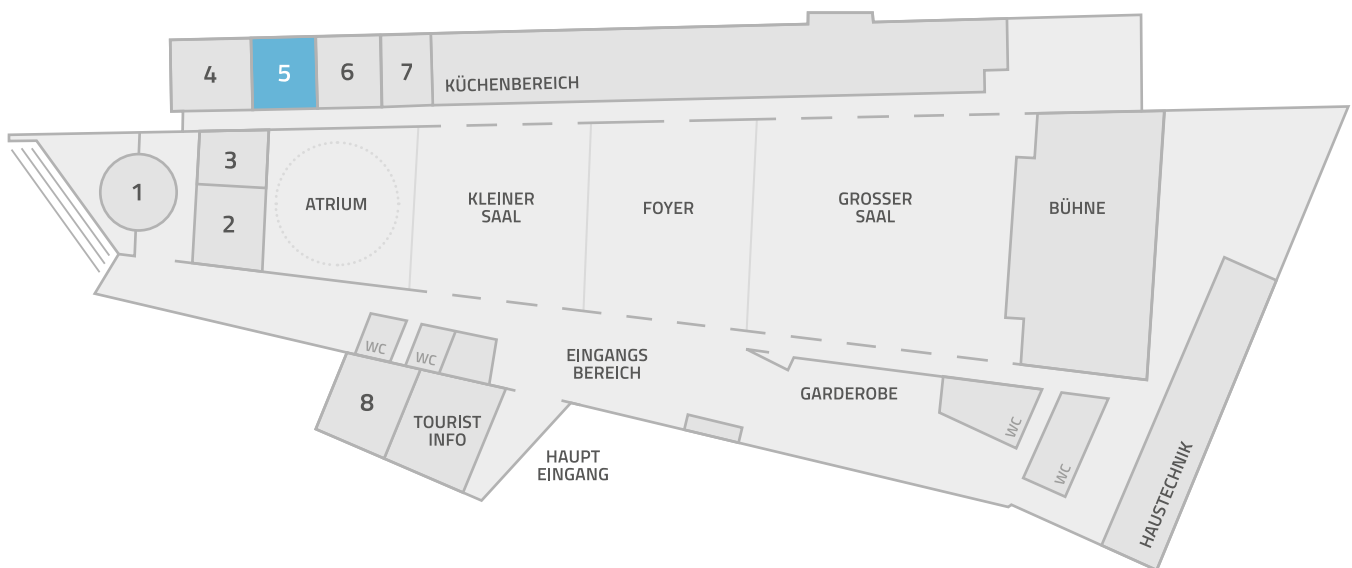 4
5
6
7
KÜCHENBEREICH
1
3
2
ATRIUM
KLEINER
SAAL
FOYER
GROSSER
SAAL
BÜHNE
WC
WC
8
TOURIST
INFO
EINGANGS
BEREICH
HAUPT
EINGANG
GARDEROBE
WC
WC
HAUSTECHNIK